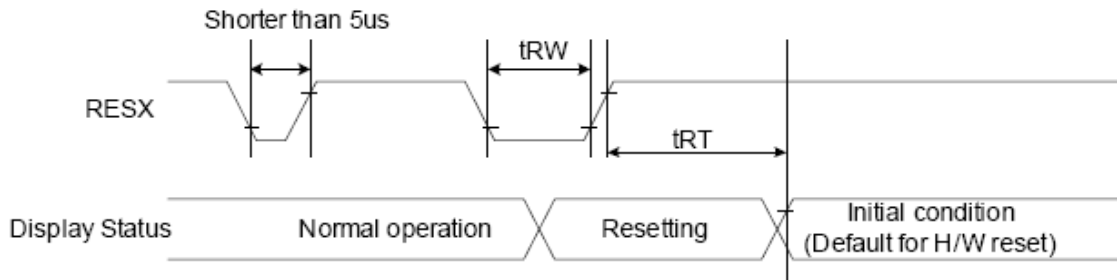 Shorter than 5us
tRW
RESX
tRT
Display Status
Normal operation
Resetting
Initial condition
(Default for H/W reset)